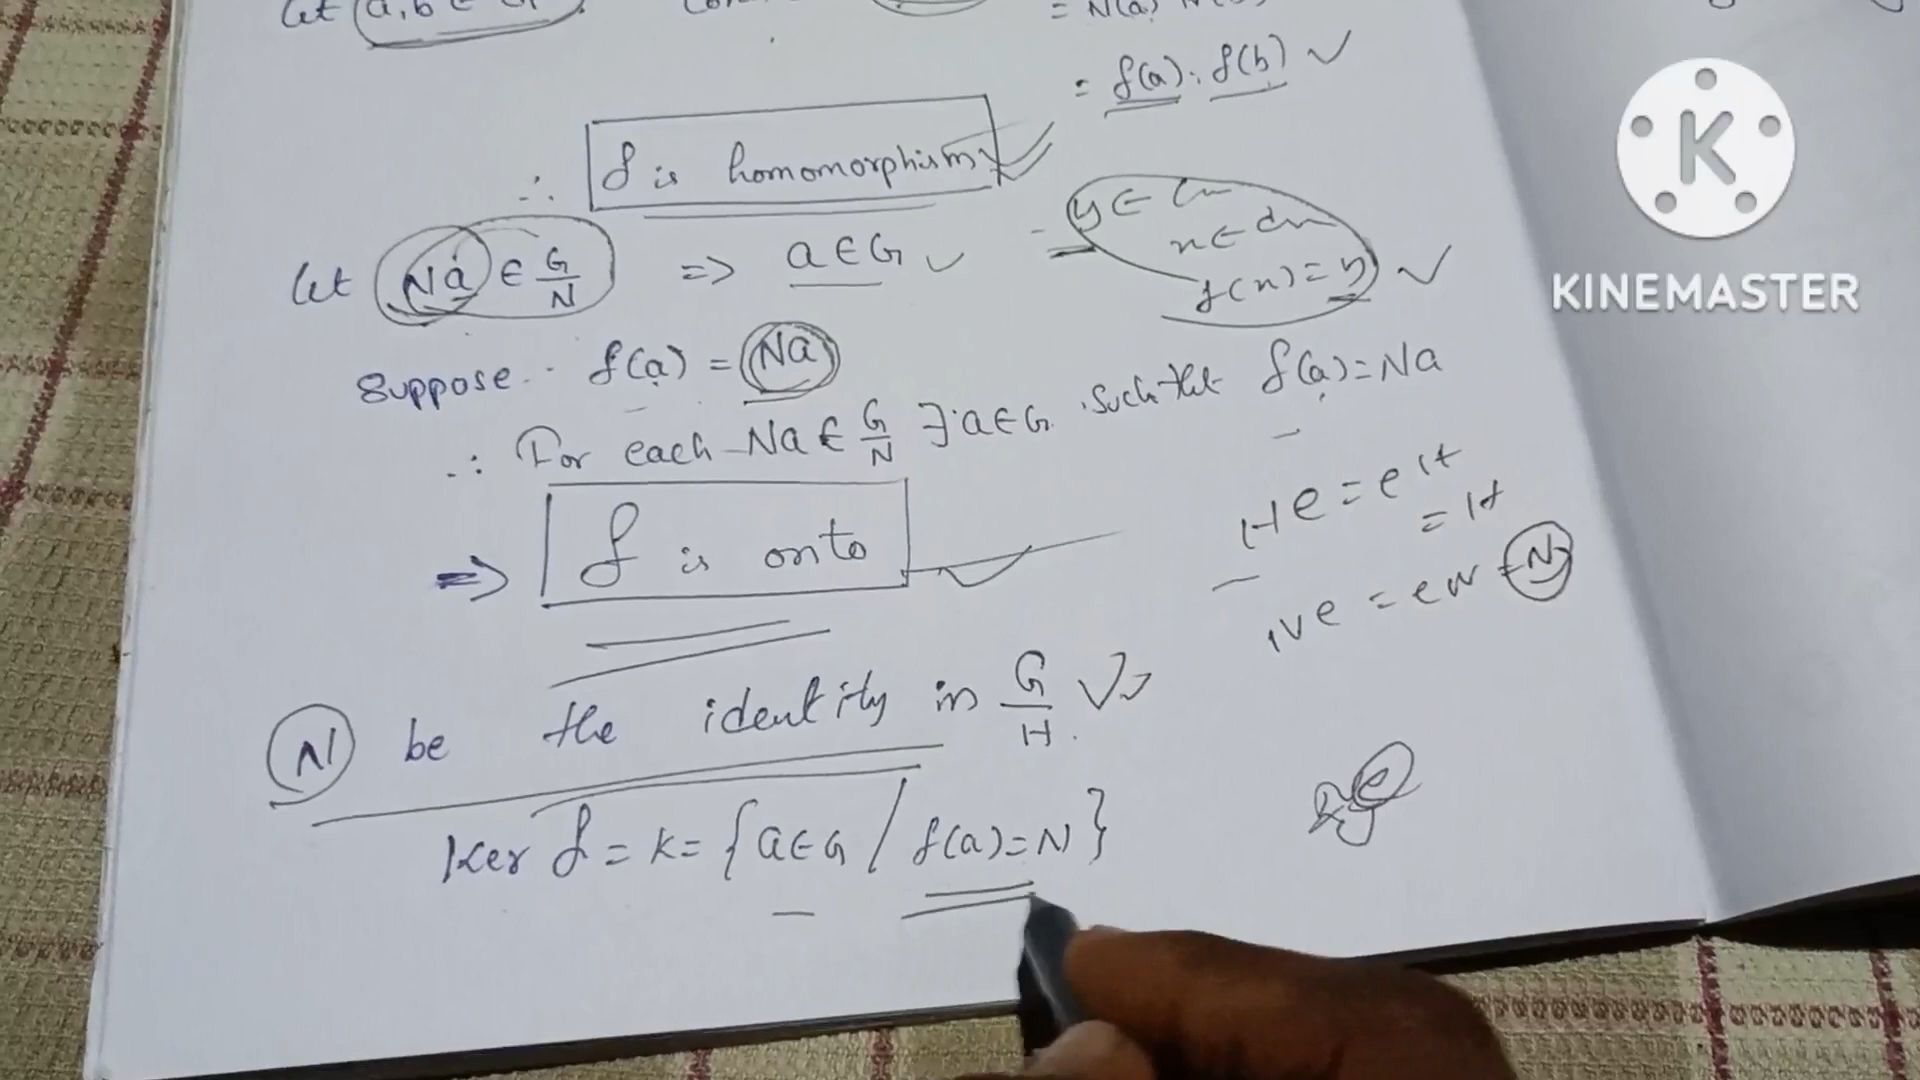 Let a, b ∈ G
= N(a)
= f(a) . f(b) ✓
∴ f is homomorphism
Let Na ∈ G/N => a ∈ G ✓
y ∈
f(x) = y ✓
Suppose f(a) = Na
∴ For each Na ∈ G/N ∃ a ∈ G such that f(a) = Na
=> f is onto
He = eH
= H
Ne = eN = N
N be the identity in G/H
Ker f = K = {a ∈ G / f(a) = N}
K
KINEMASTER